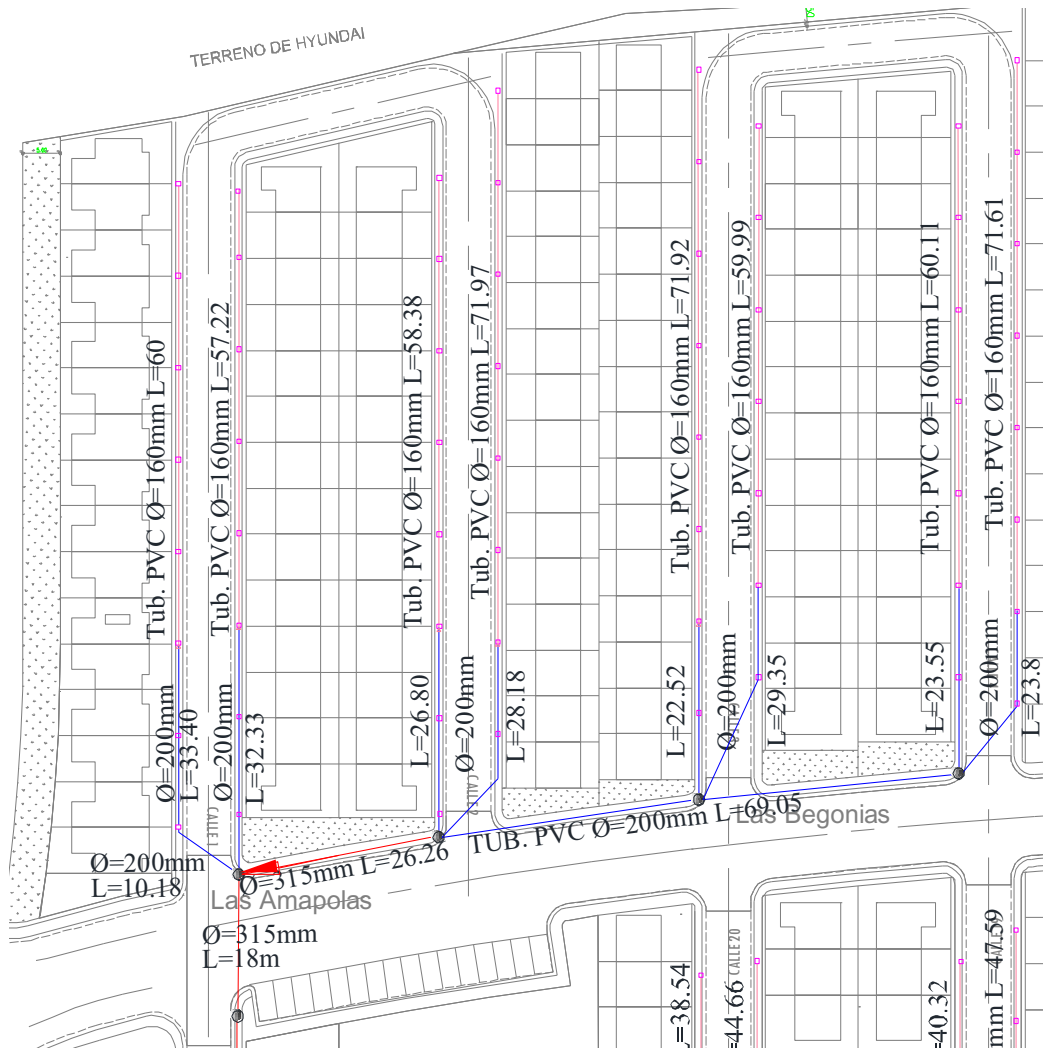 TERRENO DE HYUNDAI
Tub. PVC Ø=160mm L=60
Tub. PVC Ø=160mm L=57.22
Tub. PVC Ø=160mm L=58.38
Tub. PVC Ø=160mm L=71.97
Tub. PVC Ø=160mm L=71.92
Tub. PVC Ø=160mm L=59.99
Tub. PVC Ø=160mm L=60.11
Tub. PVC Ø=160mm L=71.61
Ø=200mm
L=33.40
Ø=200mm
L=32.33
L=26.80
Ø=200mm
L=28.18
L=22.52
Ø=200mm
L=29.35
L=23.55
Ø=200mm
L=23.8
CALLE 1
TUB. PVC Ø=200mm L=69.05
Las Begonias
Ø=200mm
L=10.18
Ø=315mm L=26.26
Las Amapolas
Ø=315mm
L=18m
L=38.54
=44.66
CALLE 20
=40.32
mm L=47.59